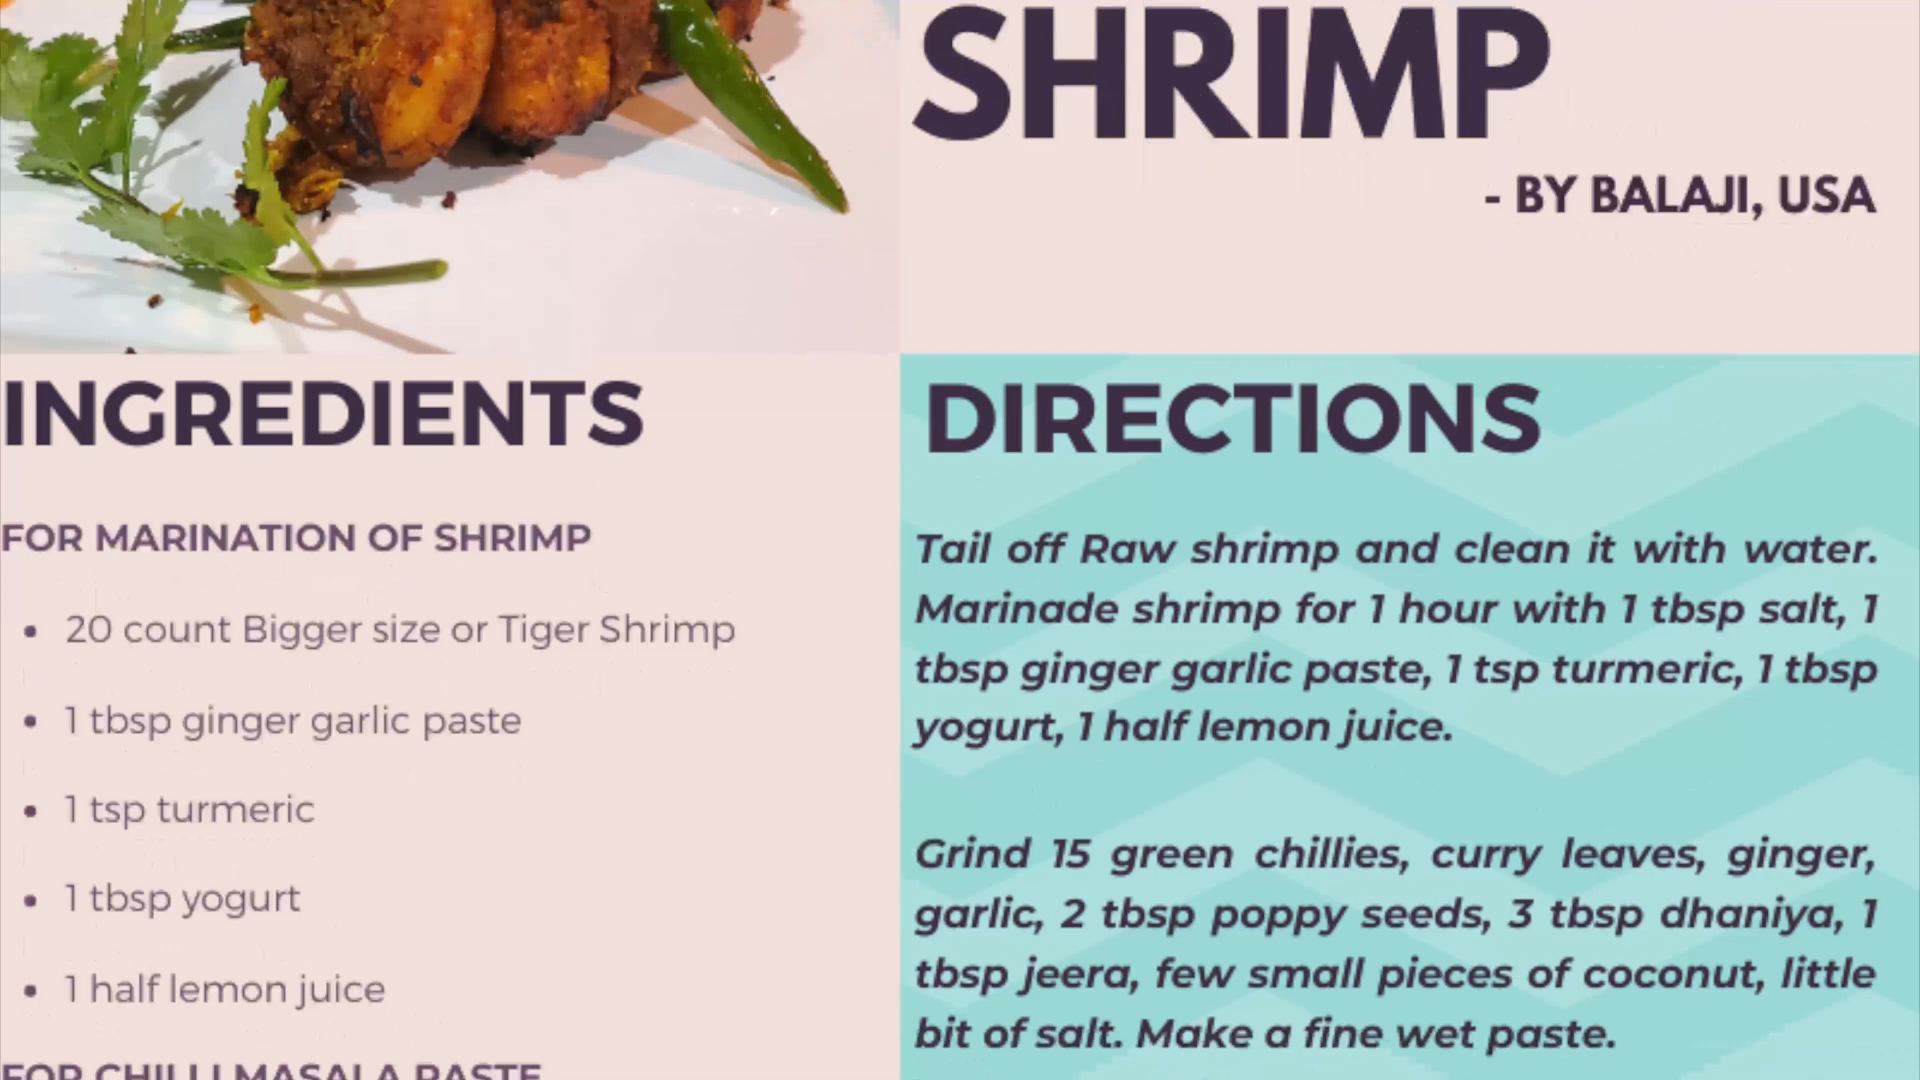 SHRIMP
- BY BALAJI, USA
INGREDIENTS
FOR MARINATION OF SHRIMP
• 20 count Bigger size or Tiger Shrimp
• 1 tbsp ginger garlic paste
• 1 tsp turmeric
• 1 tbsp yogurt
• 1 half lemon juice
FOR CHILLI MASALA PASTE
DIRECTIONS
Tail off Raw shrimp and clean it with water.
Marinade shrimp for 1 hour with 1 tbsp salt, 1
tbsp ginger garlic paste, 1 tsp turmeric, 1 tbsp
yogurt, 1 half lemon juice.
Grind 15 green chillies, curry leaves, ginger,
garlic, 2 tbsp poppy seeds, 3 tbsp dhaniya, 1
tbsp jeera, few small pieces of coconut, little
bit of salt. Make a fine wet paste.